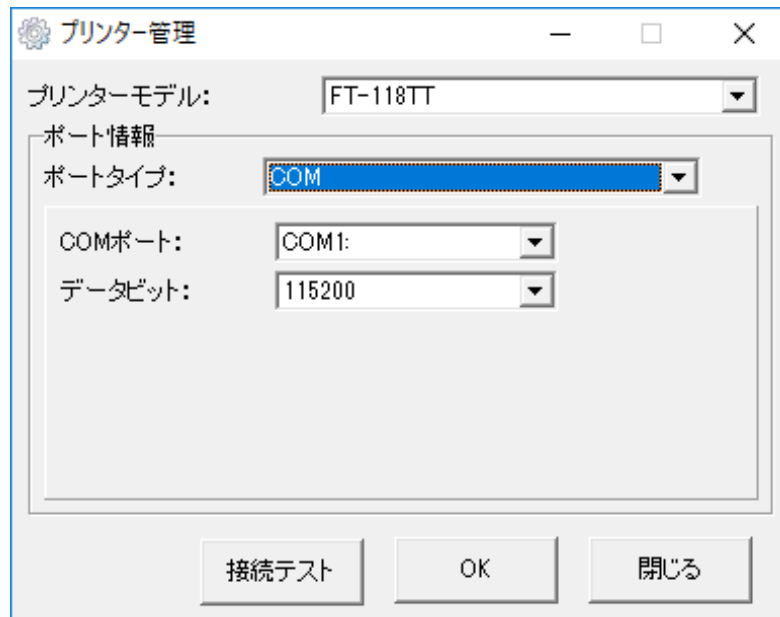 プリンター管理
プリンターモデル: FT-118TT
ポート情報
ポートタイプ: COM
COMポート: COM1:
データビット: 115200
接続テスト OK 閉じる